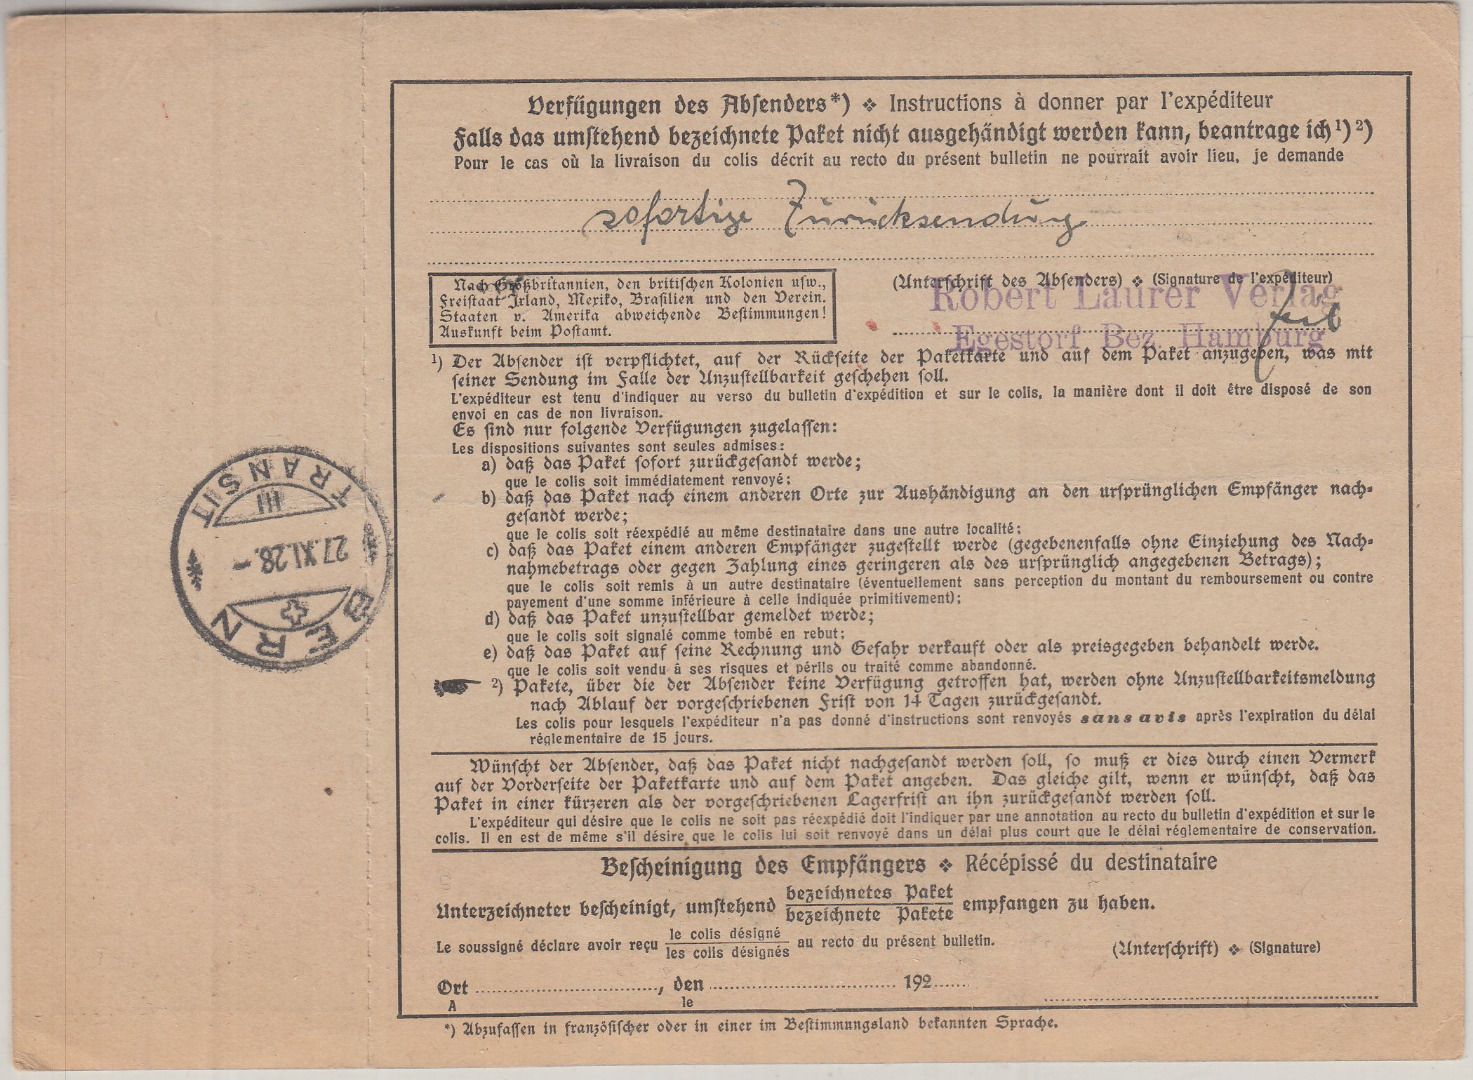 Verfügungen des Absenders*) ❖ Instructions à donner par l'expéditeur
Falls das umstehend bezeichnete Paket nicht ausgehändigt werden kann, beantrage ich ¹) ²)
Pour le cas où la livraison du colis décrit au recto du présent bulletin ne pourrait avoir lieu, je demande
sofortige Zurücksendung
Nach Großbritannien, den britischen Kolonien usw.,
Freistaat Irland, Mexiko, Brasilien und den Verein.
Staaten v. Amerika abweichende Bestimmungen!
Auskunft beim Postamt.
(Unterschrift des Absenders) ❖ (Signature de l'expéditeur)
Robert Laurer Verlag
Egestorf Bez. Hamburg
¹) Der Absender ist verpflichtet, auf der Rückseite der Paketkarte und auf dem Paket anzugeben, was mit
seiner Sendung im Falle der Unzustellbarkeit geschehen soll.
L'expéditeur est tenu d'indiquer au verso du bulletin d'expédition et sur le colis, la manière dont il doit être disposé de son
envoi en cas de non livraison.
Es sind nur folgende Verfügungen zugelassen:
Les dispositions suivantes sont seules admises:
a) daß das Paket sofort zurückgesandt werde;
que le colis soit immédiatement renvoyé;
b) daß das Paket nach einem anderen Orte zur Aushändigung an den ursprünglichen Empfänger nach-
gesandt werde;
que le colis soit réexpédié au même destinataire dans une autre localité;
c) daß das Paket einem anderen Empfänger zugestellt werde (gegebenenfalls ohne Einziehung des Nach-
nahmebetrags oder gegen Zahlung eines geringeren als des ursprünglich angegebenen Betrags);
que le colis soit remis à un autre destinataire (éventuellement sans perception du montant du remboursement ou contre
payement d'une somme inférieure à celle indiquée primitivement);
d) daß das Paket unzustellbar gemeldet werde;
que le colis soit signalé comme tombé en rebut;
e) daß das Paket auf seine Rechnung und Gefahr verkauft oder als preisgegeben behandelt werde.
que le colis soit vendu à ses risques et périls ou traité comme abandonné.
²) Pakete, über die der Absender keine Verfügung getroffen hat, werden ohne Unzustellbarkeitsmeldung
nach Ablauf der vorgeschriebenen Frist von 14 Tagen zurückgesandt.
Les colis pour lesquels l'expéditeur n'a pas donné d'instructions sont renvoyés sans avis après l'expiration du délai
réglementaire de 15 jours.
Wünscht der Absender, daß das Paket nicht nachgesandt werden soll, so muß er dies durch einen Vermerk
auf der Vorderseite der Paketkarte und auf dem Paket angeben. Das gleiche gilt, wenn er wünscht, daß das
Paket in einer kürzeren als der vorgeschriebenen Lagerfrist an ihn zurückgesandt werden soll.
L'expéditeur qui désire que le colis ne soit pas réexpédié doit l'indiquer par une annotation au recto du bulletin d'expédition et sur le
colis. Il en est de même s'il désire que le colis lui soit renvoyé dans un délai plus court que le délai réglementaire de conservation.
Bescheinigung des Empfängers ❖ Récépissé du destinataire
Unterzeichneter bescheinigt, umstehend bezeichnetes Paket
bezeichnete Pakete empfangen zu haben.
Le soussigné déclare avoir reçu le colis désigné
les colis désignés au recto du présent bulletin.
(Unterschrift) ❖ (Signature)
Ort ........, den ........ 192....
A le
*) Abzufassen in französischer oder in einer im Bestimmungsland bekannten Sprache.
BERN
27.XI.28.–
III
TRANSIT